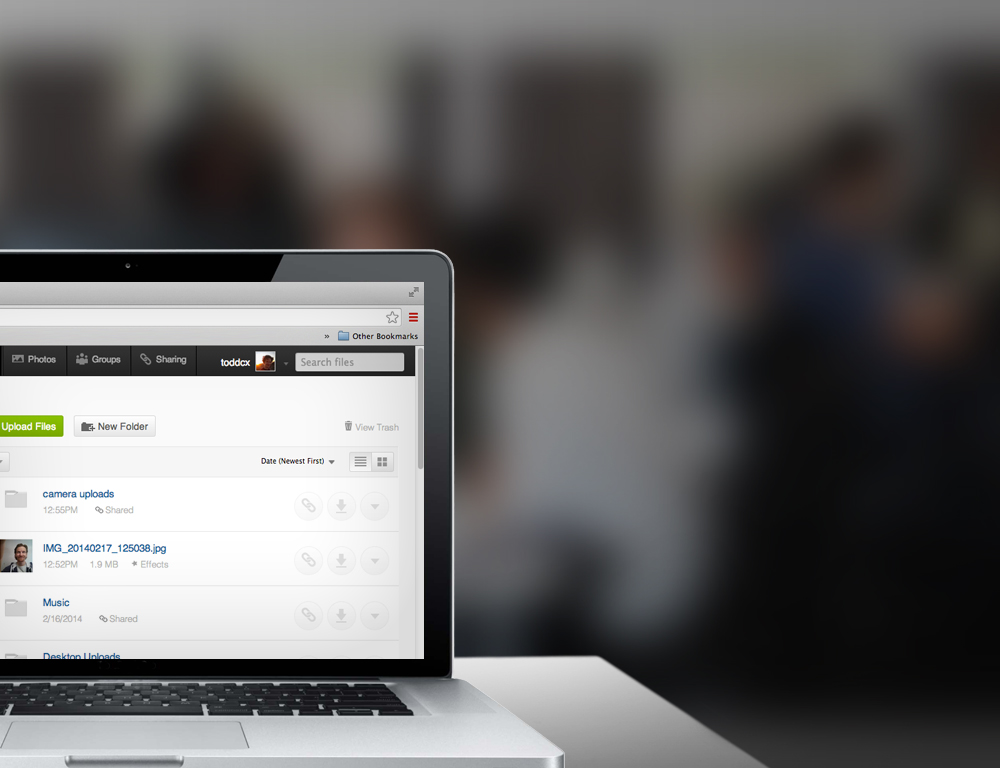 Other Bookmarks
Photos Groups Sharing toddcx Search files
Upload Files New Folder View Trash
Date (Newest First)
camera uploads
12:55PM Shared
IMG_20140217_125038.jpg
12:52PM 1.9 MB Effects
Music
2/16/2014 Shared
Desktop Uploads